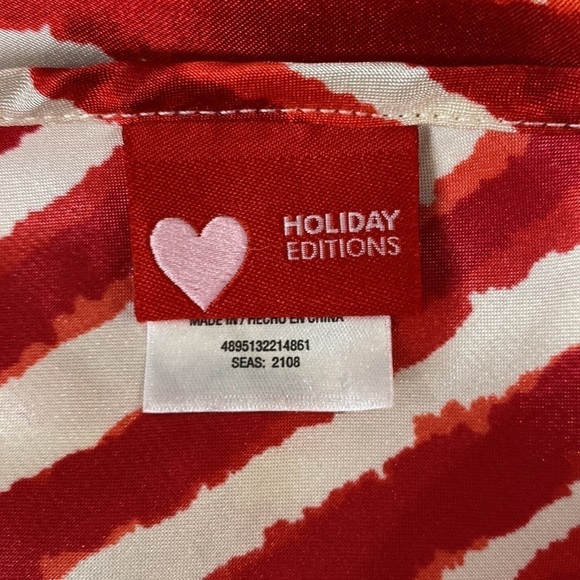 HOLIDAY
EDITIONS
MADE IN / HECHO EN CHINA
4895132214861
SEAS: 2108